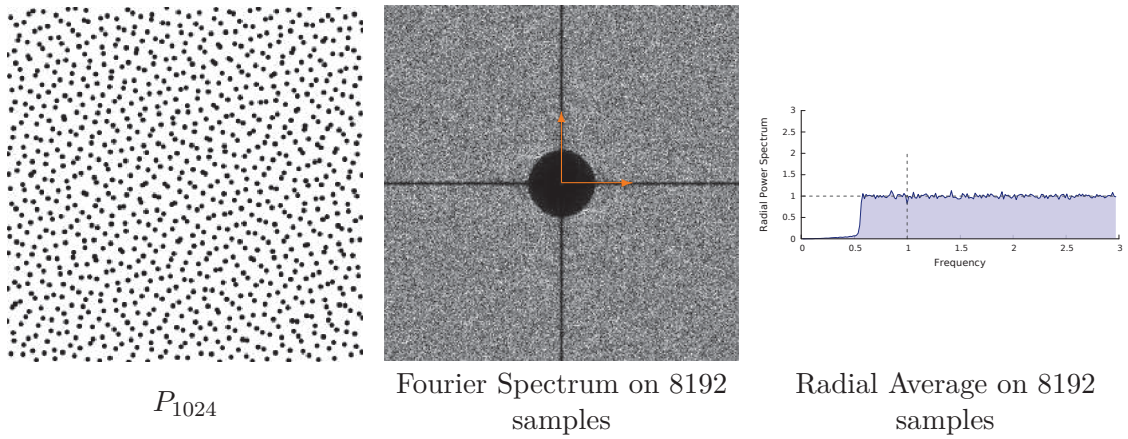 3
2.5
2
1.5
1
0.5
0
Radial Power Spectrum
0 0.5 1 1.5 2 2.5 3
Frequency
P1024
Fourier Spectrum on 8192
samples
Radial Average on 8192
samples